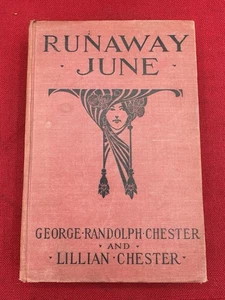 RUNAWAY
JUNE
GEORGE·RANDOLPH·CHESTER
AND
·LILLIAN·CHESTER·